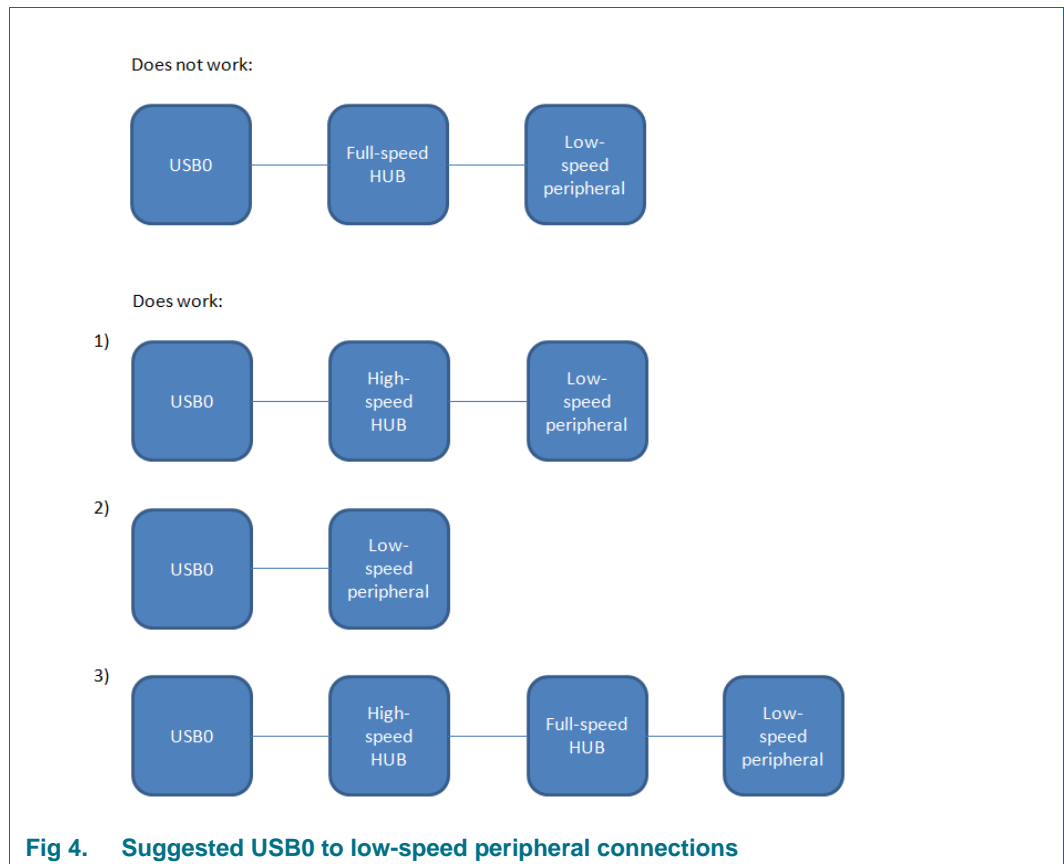 Does not work:
USB0
Full-speed
HUB
Low-
speed
peripheral
Does work:
1)
USB0
High-
speed
HUB
Low-
speed
peripheral
2)
USB0
Low-
speed
peripheral
3)
USB0
High-
speed
HUB
Full-speed
HUB
Low-
speed
peripheral
Fig 4. Suggested USB0 to low-speed peripheral connections